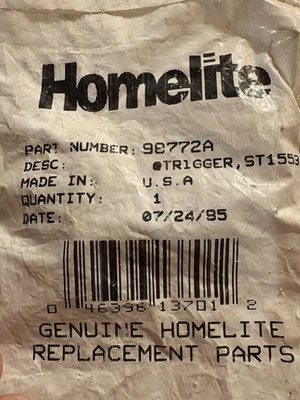 Homelite
PART NUMBER: 98772A
DESC: @TRIGGER,ST1553
MADE IN: U.S.A
QUANTITY: 1
DATE: 07/24/95
0 46396 13701 2
GENUINE HOMELITE
REPLACEMENT PARTS